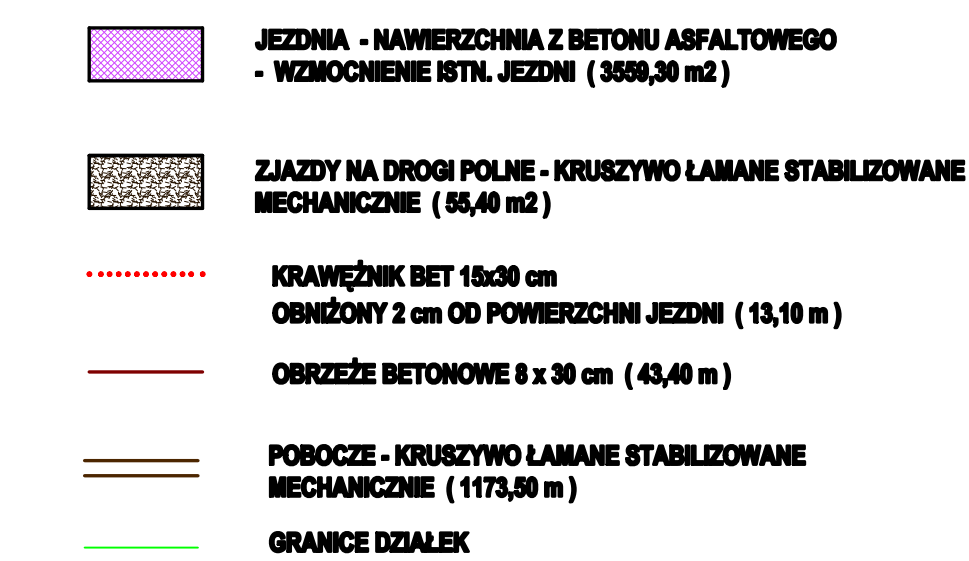 JEZDNIA - NAWIERZCHNIA Z BETONU ASFALTOWEGO
- WZMOCNIENIE ISTN. JEZDNI ( 3559,30 m2 )
ZJAZDY NA DROGI POLNE - KRUSZYWO ŁAMANE STABILIZOWANE
MECHANICZNIE ( 55,40 m2 )
KRAWĘŻNIK BET 15x30 cm
OBNIŻONY 2 cm OD POWIERZCHNI JEZDNI ( 13,10 m )
OBRZEŻE BETONOWE 8 x 30 cm ( 43,40 m )
POBOCZE - KRUSZYWO ŁAMANE STABILIZOWANE
MECHANICZNIE ( 1173,50 m )
GRANICE DZIAŁEK